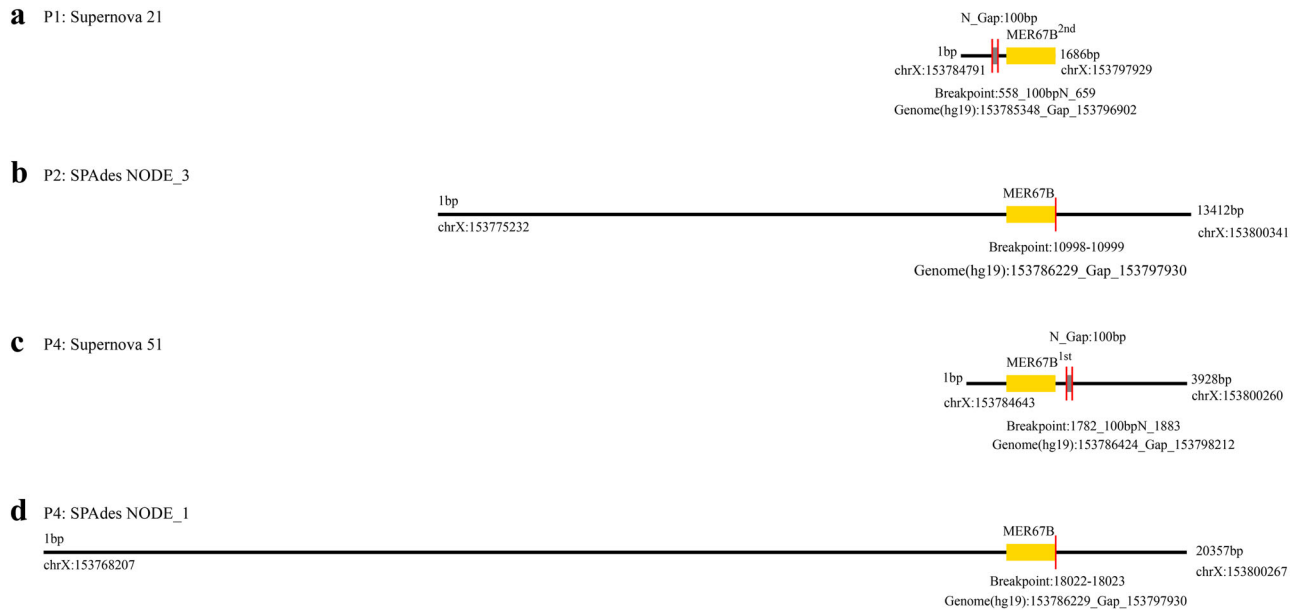 a P1: Supernova 21
N_Gap:100bp
MER67B2nd
1bp
1686bp
chrX:153784791
chrX:153797929
Breakpoint:558_100bpN_659
Genome(hg19):153785348_Gap_153796902
b P2: SPAdes NODE_3
MER67B
1bp
13412bp
chrX:153775232
chrX:153800341
Breakpoint:10998-10999
Genome(hg19):153786229_Gap_153797930
c P4: Supernova 51
N_Gap:100bp
MER67B1st
1bp
3928bp
chrX:153784643
chrX:153800260
Breakpoint:1782_100bpN_1883
Genome(hg19):153786424_Gap_153798212
d P4: SPAdes NODE_1
MER67B
1bp
20357bp
chrX:153768207
chrX:153800267
Breakpoint:18022-18023
Genome(hg19):153786229_Gap_153797930